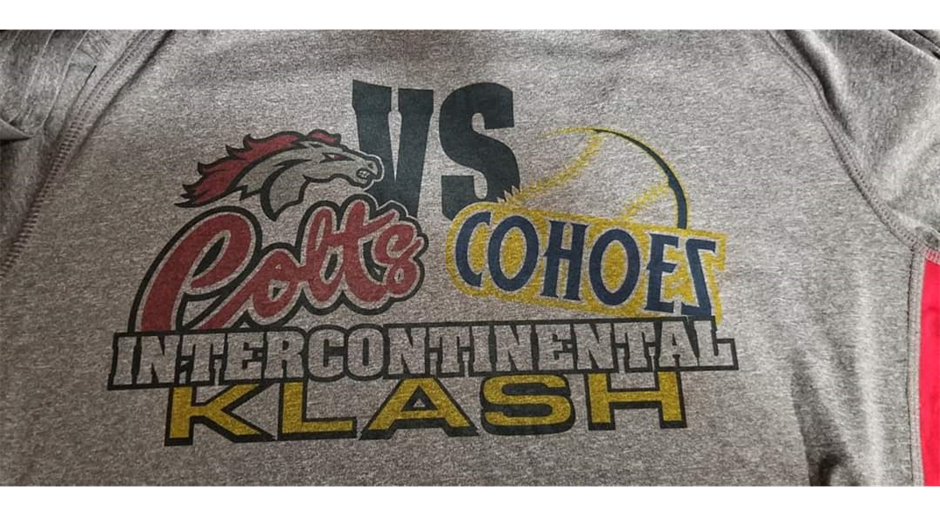 VS
Colts
COHOES
INTERCONTINENTAL
KLASH